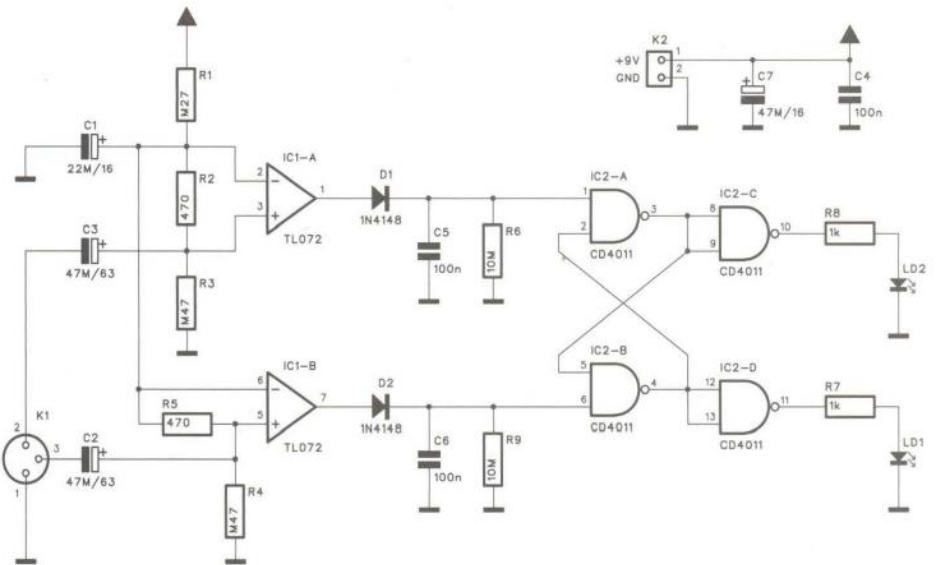 K2
+9V
1
GND
2
C7
+
47M/16
C4
100n
R1
M27
C1
+
22M/16
R2
470
IC1-A
2
-
3
+
1
TL072
D1
1N4148
C5
100n
R6
10M
IC2-A
1
2
3
CD4011
IC2-C
8
9
10
CD4011
R8
1k
LD2
C3
+
47M/63
R3
M47
IC1-B
6
-
5
+
7
TL072
R5
470
D2
1N4148
C6
100n
R9
10M
IC2-B
5
6
4
CD4011
IC2-D
12
13
11
CD4011
R7
1k
LD1
K1
2
3
1
C2
+
47M/63
R4
M47